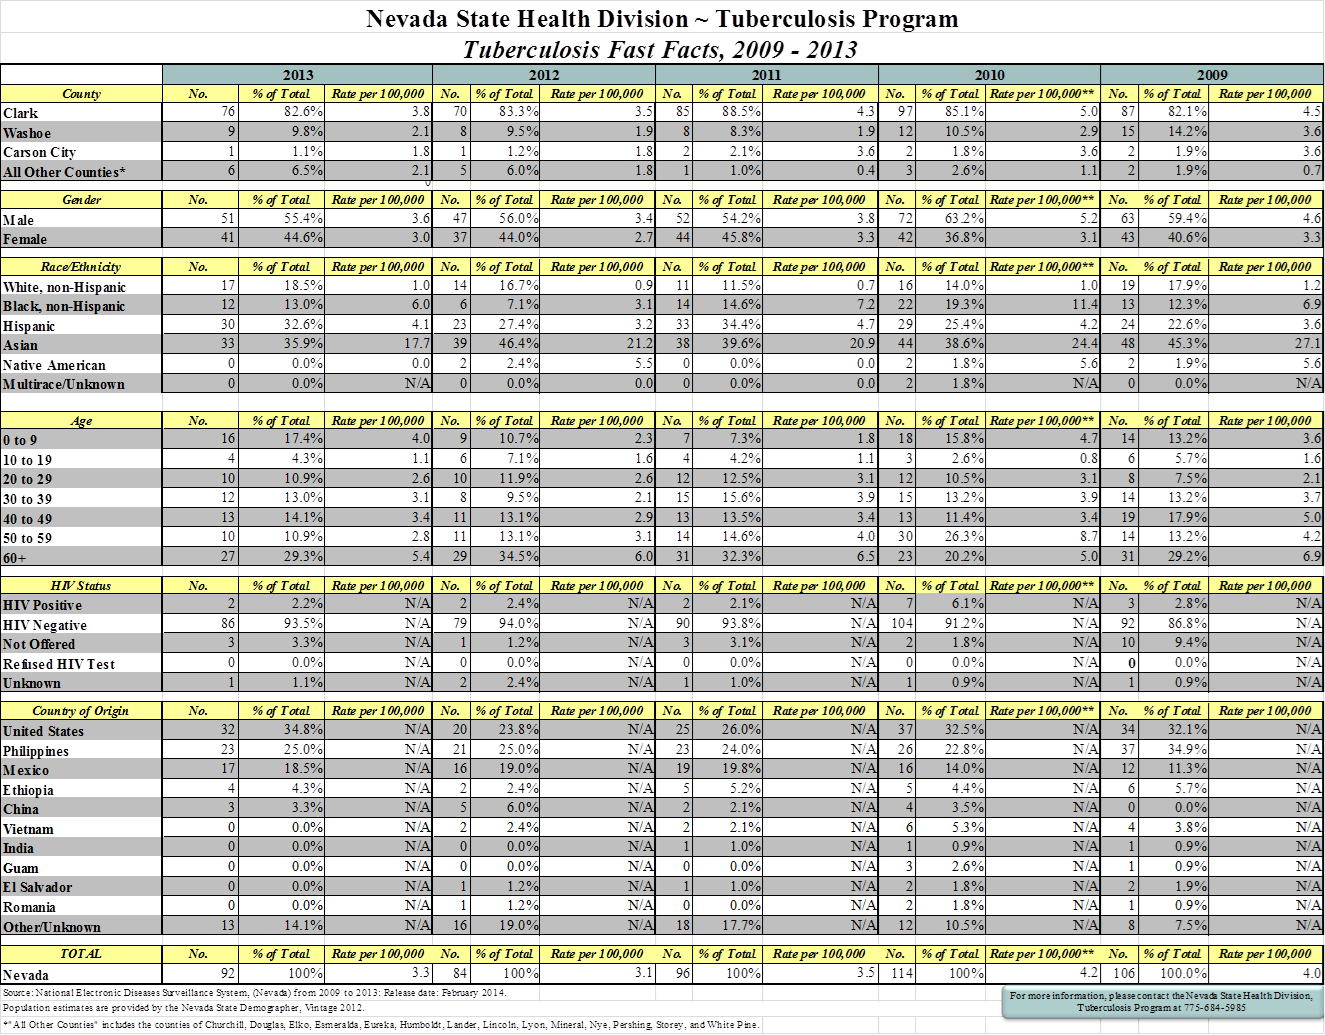 Nevada State Health Division ~ Tuberculosis Program
Tuberculosis Fast Facts, 2009 - 2013
2013 2012 2011 2010 2009
County No. % of Total Rate per 100,000 No. % of Total Rate per 100,000 No. % of Total Rate per 100,000 No. % of Total Rate per 100,000** No. % of Total Rate per 100,000
Clark 76 82.6% 3.8 70 83.3% 3.5 85 88.5% 4.3 97 85.1% 5.0 87 82.1% 4.5
Washoe 9 9.8% 2.1 8 9.5% 1.9 8 8.3% 1.9 12 10.5% 2.9 15 14.2% 3.6
Carson City 1 1.1% 1.8 1 1.2% 1.8 2 2.1% 3.6 2 1.8% 3.6 2 1.9% 3.6
All Other Counties* 6 6.5% 2.1 5 6.0% 1.8 1 1.0% 0.4 3 2.6% 1.1 2 1.9% 0.7
0
Gender No. % of Total Rate per 100,000 No. % of Total Rate per 100,000 No. % of Total Rate per 100,000 No. % of Total Rate per 100,000** No. % of Total Rate per 100,000
Male 51 55.4% 3.6 47 56.0% 3.4 52 54.2% 3.8 72 63.2% 5.2 63 59.4% 4.6
Female 41 44.6% 3.0 37 44.0% 2.7 44 45.8% 3.3 42 36.8% 3.1 43 40.6% 3.3
Race/Ethnicity No. % of Total Rate per 100,000 No. % of Total Rate per 100,000 No. % of Total Rate per 100,000 No. % of Total Rate per 100,000** No. % of Total Rate per 100,000
White, non-Hispanic 17 18.5% 1.0 14 16.7% 0.9 11 11.5% 0.7 16 14.0% 1.0 19 17.9% 1.2
Black, non-Hispanic 12 13.0% 6.0 6 7.1% 3.1 14 14.6% 7.2 22 19.3% 11.4 13 12.3% 6.9
Hispanic 30 32.6% 4.1 23 27.4% 3.2 33 34.4% 4.7 29 25.4% 4.2 24 22.6% 3.6
Asian 33 35.9% 17.7 39 46.4% 21.2 38 39.6% 20.9 44 38.6% 24.4 48 45.3% 27.1
Native American 0 0.0% 0.0 2 2.4% 5.5 0 0.0% 0.0 2 1.8% 5.6 2 1.9% 5.6
Multirace/Unknown 0 0.0% N/A 0 0.0% 0.0 0 0.0% 0.0 2 1.8% N/A 0 0.0% N/A
Age No. % of Total Rate per 100,000 No. % of Total Rate per 100,000 No. % of Total Rate per 100,000 No. % of Total Rate per 100,000** No. % of Total Rate per 100,000
0 to 9 16 17.4% 4.0 9 10.7% 2.3 7 7.3% 1.8 18 15.8% 4.7 14 13.2% 3.6
10 to 19 4 4.3% 1.1 6 7.1% 1.6 4 4.2% 1.1 3 2.6% 0.8 6 5.7% 1.6
20 to 29 10 10.9% 2.6 10 11.9% 2.6 12 12.5% 3.1 12 10.5% 3.1 8 7.5% 2.1
30 to 39 12 13.0% 3.1 8 9.5% 2.1 15 15.6% 3.9 15 13.2% 3.9 14 13.2% 3.7
40 to 49 13 14.1% 3.4 11 13.1% 2.9 13 13.5% 3.4 13 11.4% 3.4 19 17.9% 5.0
50 to 59 10 10.9% 2.8 11 13.1% 3.1 14 14.6% 4.0 30 26.3% 8.7 14 13.2% 4.2
60+ 27 29.3% 5.4 29 34.5% 6.0 31 32.3% 6.5 23 20.2% 5.0 31 29.2% 6.9
HIV Status No. % of Total Rate per 100,000 No. % of Total Rate per 100,000 No. % of Total Rate per 100,000 No. % of Total Rate per 100,000** No. % of Total Rate per 100,000
HIV Positive 2 2.2% N/A 2 2.4% N/A 2 2.1% N/A 7 6.1% N/A 3 2.8% N/A
HIV Negative 86 93.5% N/A 79 94.0% N/A 90 93.8% N/A 104 91.2% N/A 92 86.8% N/A
Not Offered 3 3.3% N/A 1 1.2% N/A 3 3.1% N/A 2 1.8% N/A 10 9.4% N/A
Refused HIV Test 0 0.0% N/A 0 0.0% N/A 0 0.0% N/A 0 0.0% N/A 0 0.0% N/A
Unknown 1 1.1% N/A 2 2.4% N/A 1 1.0% N/A 1 0.9% N/A 1 0.9% N/A
Country of Origin No. % of Total Rate per 100,000 No. % of Total Rate per 100,000 No. % of Total Rate per 100,000 No. % of Total Rate per 100,000** No. % of Total Rate per 100,000
United States 32 34.8% N/A 20 23.8% N/A 25 26.0% N/A 37 32.5% N/A 34 32.1% N/A
Philippines 23 25.0% N/A 21 25.0% N/A 23 24.0% N/A 26 22.8% N/A 37 34.9% N/A
Mexico 17 18.5% N/A 16 19.0% N/A 19 19.8% N/A 16 14.0% N/A 12 11.3% N/A
Ethiopia 4 4.3% N/A 2 2.4% N/A 5 5.2% N/A 5 4.4% N/A 6 5.7% N/A
China 3 3.3% N/A 5 6.0% N/A 2 2.1% N/A 4 3.5% N/A 0 0.0% N/A
Vietnam 0 0.0% N/A 2 2.4% N/A 2 2.1% N/A 6 5.3% N/A 4 3.8% N/A
India 0 0.0% N/A 0 0.0% N/A 1 1.0% N/A 1 0.9% N/A 1 0.9% N/A
Guam 0 0.0% N/A 0 0.0% N/A 0 0.0% N/A 3 2.6% N/A 1 0.9% N/A
El Salvador 0 0.0% N/A 1 1.2% N/A 1 1.0% N/A 2 1.8% N/A 2 1.9% N/A
Romania 0 0.0% N/A 1 1.2% N/A 0 0.0% N/A 2 1.8% N/A 1 0.9% N/A
Other/Unknown 13 14.1% N/A 16 19.0% N/A 18 17.7% N/A 12 10.5% N/A 8 7.5% N/A
TOTAL No. % of Total Rate per 100,000 No. % of Total Rate per 100,000 No. % of Total Rate per 100,000 No. % of Total Rate per 100,000** No. % of Total Rate per 100,000
Nevada 92 100% 3.3 84 100% 3.1 96 100% 3.5 114 100% 4.2 106 100.0% 4.0
Source: National Electronic Diseases Surveillance System, (Nevada) from 2009 to 2013: Release date: February 2014.
Population estimates are provided by the Nevada State Demographer, Vintage 2012.
*"All Other Counties" includes the counties of Churchill, Douglas, Elko, Esmeralda, Eureka, Humboldt, Lander, Lincoln, Lyon, Mineral, Nye, Pershing, Storey, and White Pine.
For more information, please contact the Nevada State Health Division,
Tuberculosis Program at 775-684-5985